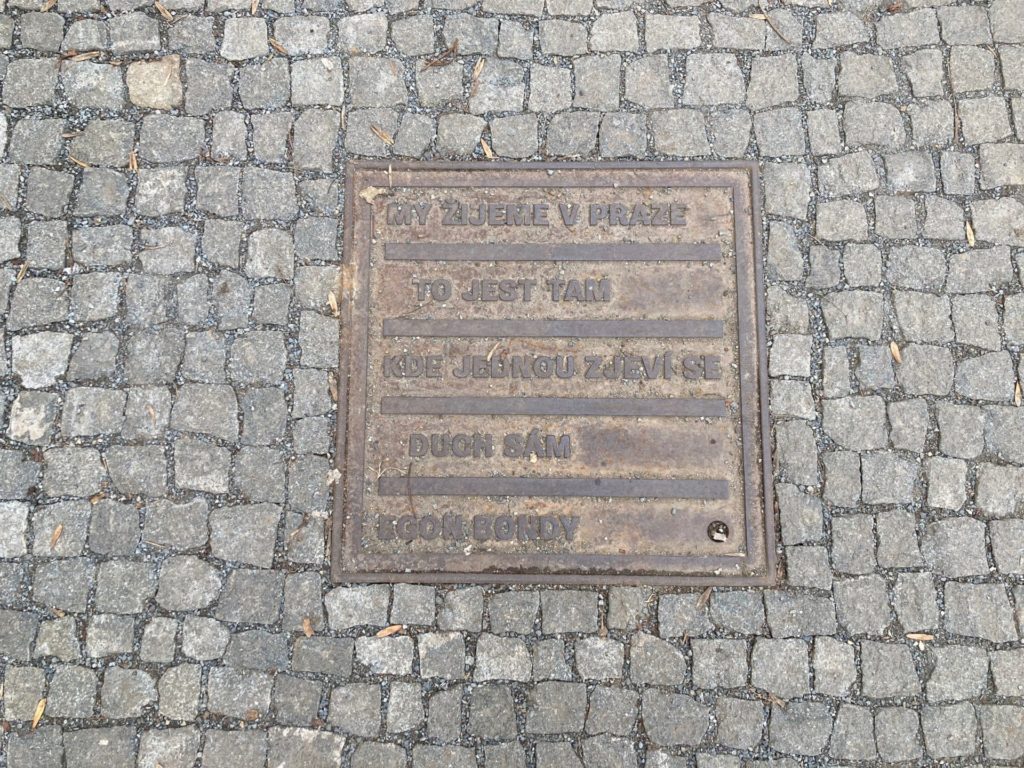 MY ŽIJEME V PRAZE
TO JEST TAM
KDE JEDNOU ZJEVÍ SE
DUCH SÁM
EGON BONDY